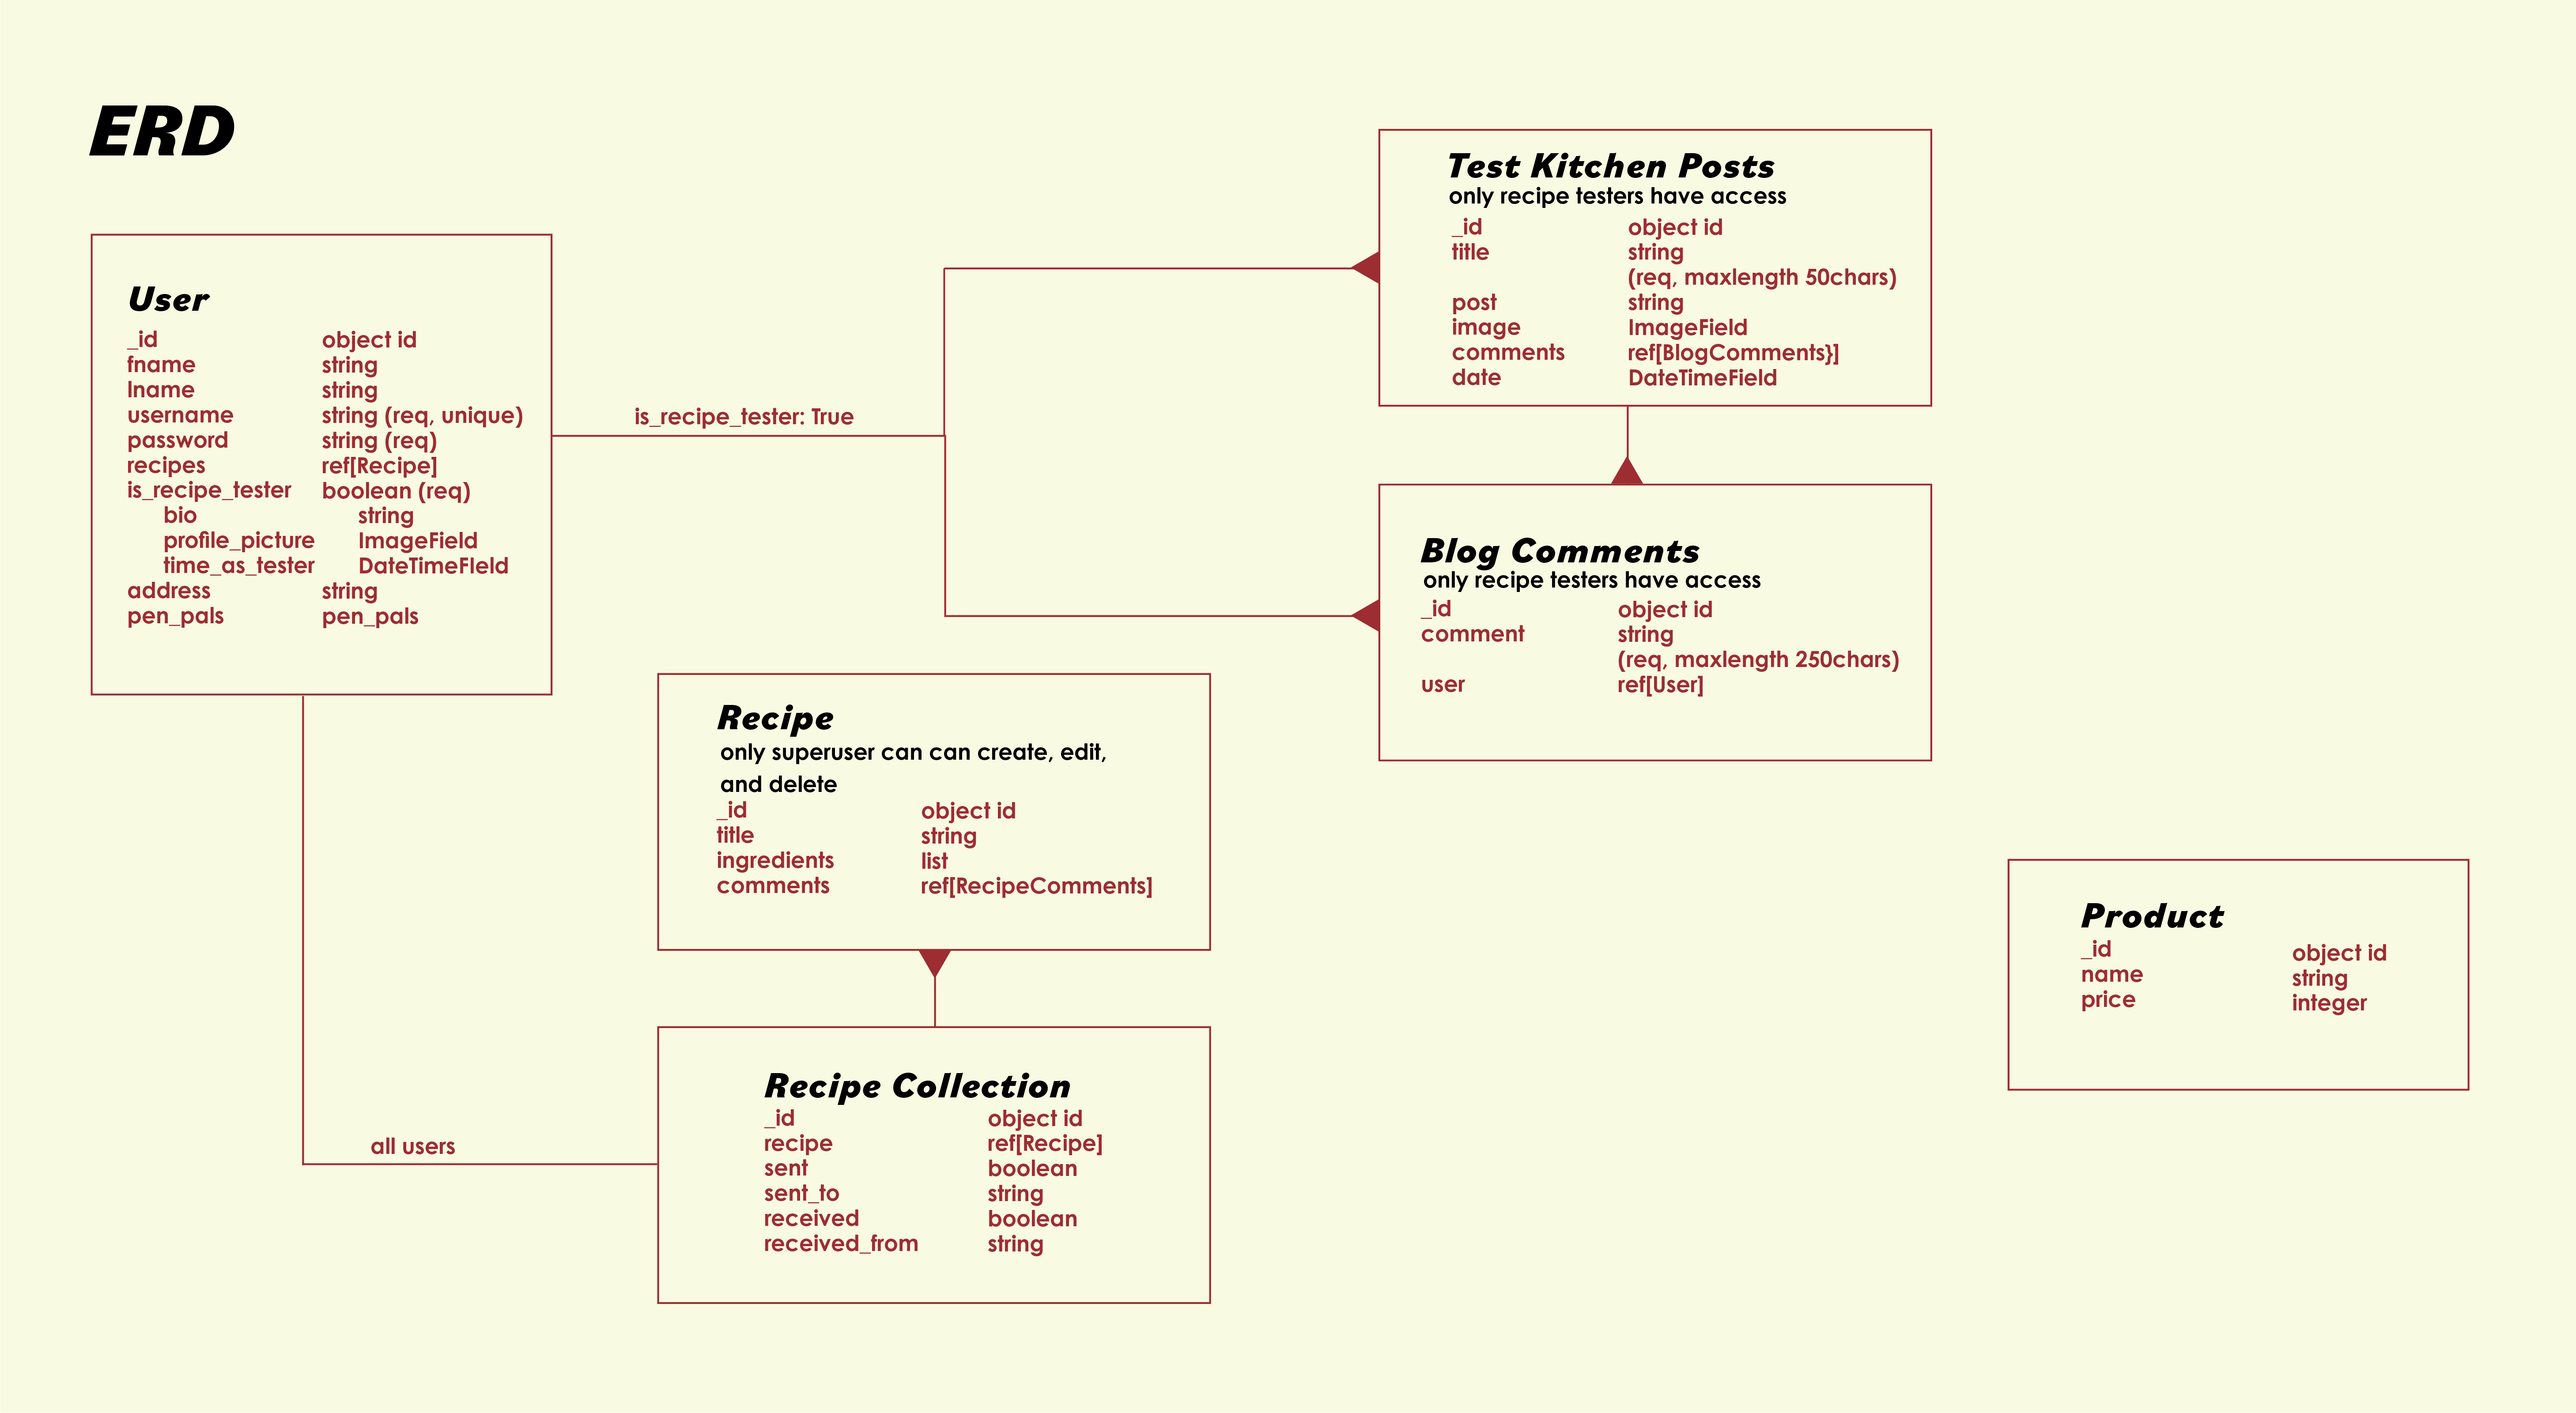 ERD
User
_id object id
fname string
lname string
username string (req, unique)
password string (req)
recipes ref[Recipe]
is_recipe_tester boolean (req)
bio string
profile_picture ImageField
time_as_tester DateTimeFIeld
address string
pen_pals pen_pals
is_recipe_tester: True
all users
Test Kitchen Posts
only recipe testers have access
_id object id
title string
(req, maxlength 50chars)
post string
image ImageField
comments ref[BlogComments}]
date DateTimeField
Blog Comments
only recipe testers have access
_id object id
comment string
(req, maxlength 250chars)
user ref[User]
Recipe
only superuser can can create, edit,
and delete
_id object id
title string
ingredients list
comments ref[RecipeComments]
Recipe Collection
_id object id
recipe ref[Recipe]
sent boolean
sent_to string
received boolean
received_from string
Product
_id object id
name string
price integer